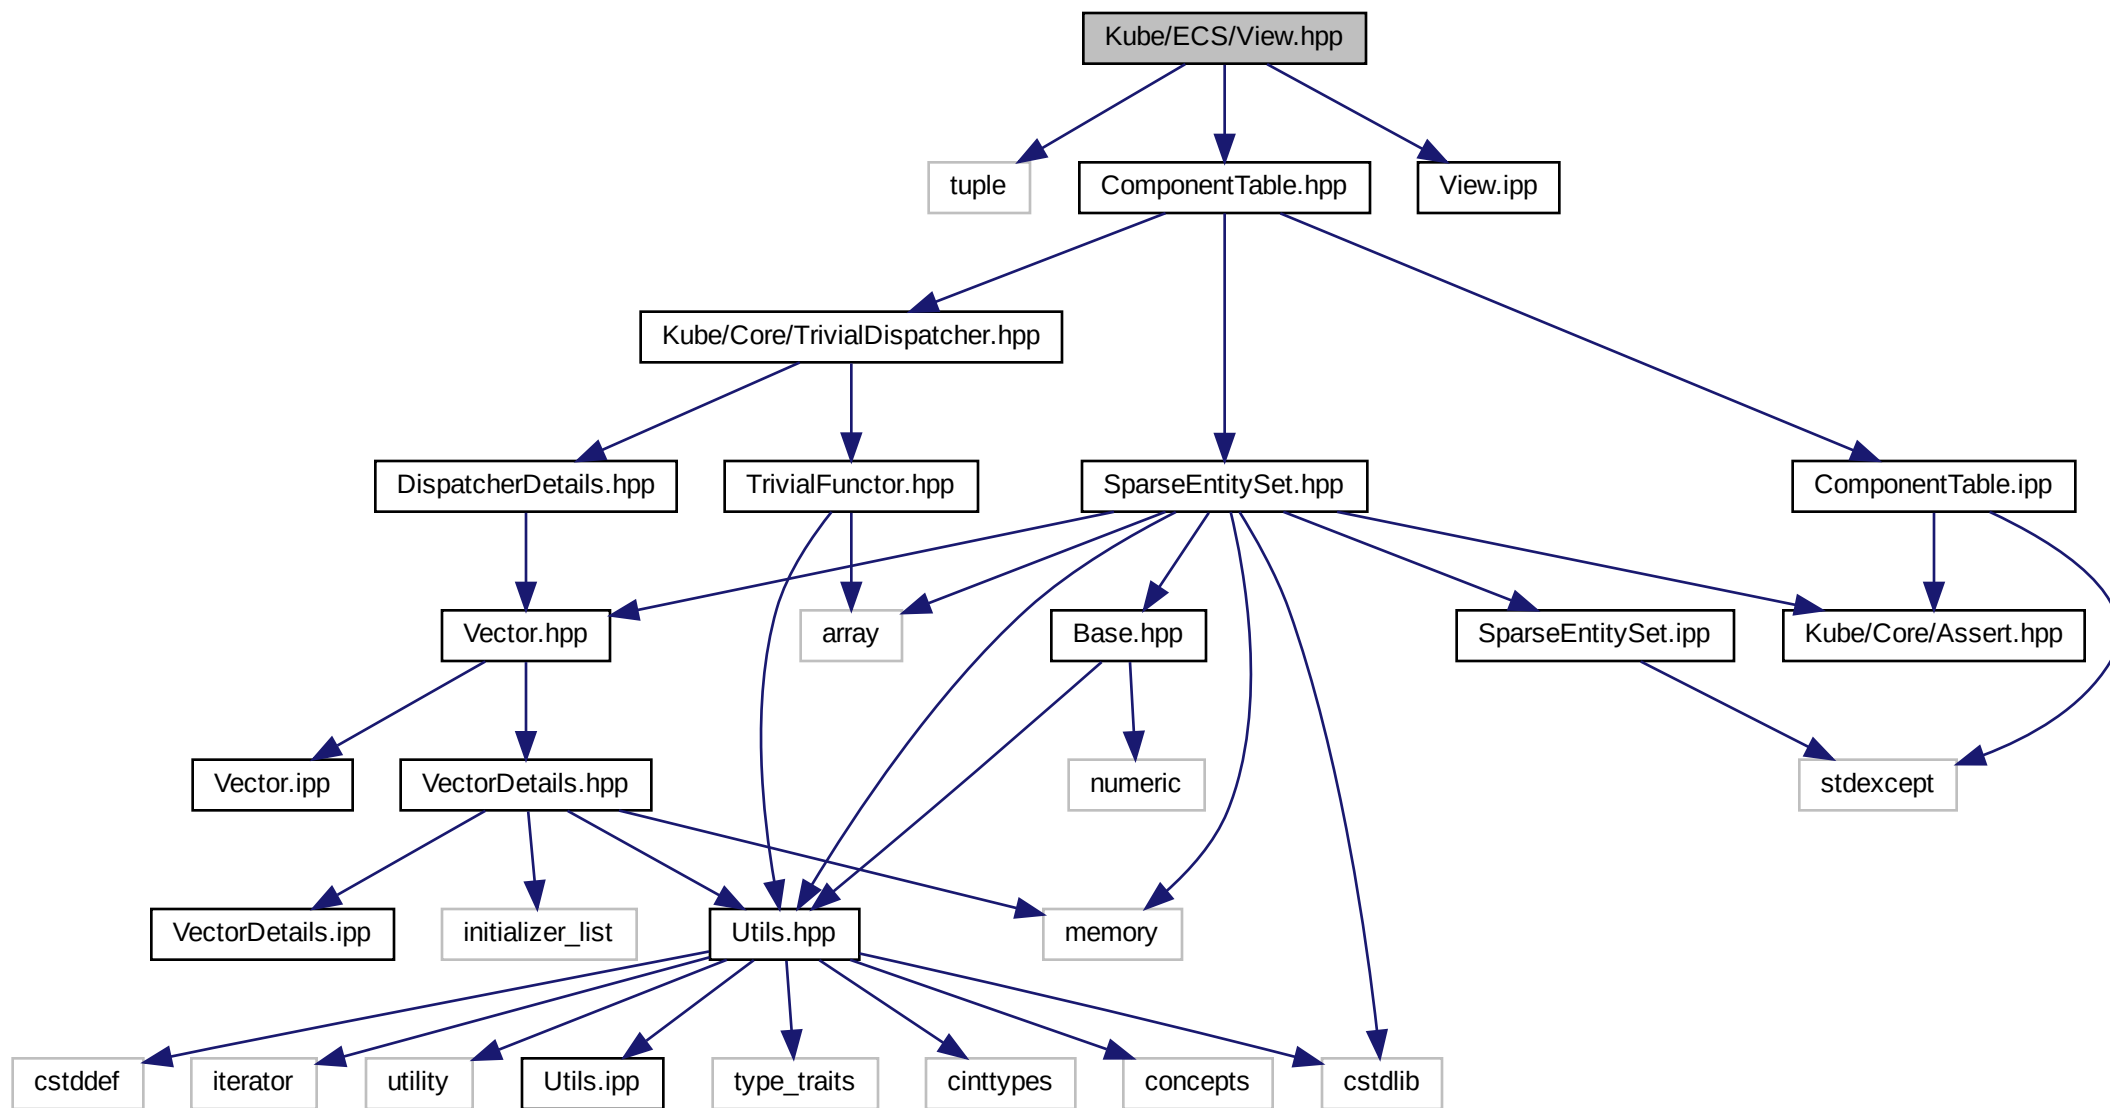 Kube/ECS/View.hpp
tuple
ComponentTable.hpp
View.ipp
Kube/Core/TrivialDispatcher.hpp
DispatcherDetails.hpp
TrivialFunctor.hpp
SparseEntitySet.hpp
ComponentTable.ipp
Vector.hpp
array
Base.hpp
SparseEntitySet.ipp
Kube/Core/Assert.hpp
Vector.ipp
VectorDetails.hpp
numeric
stdexcept
VectorDetails.ipp
initializer_list
Utils.hpp
memory
cstddef
iterator
utility
Utils.ipp
type_traits
cinttypes
concepts
cstdlib